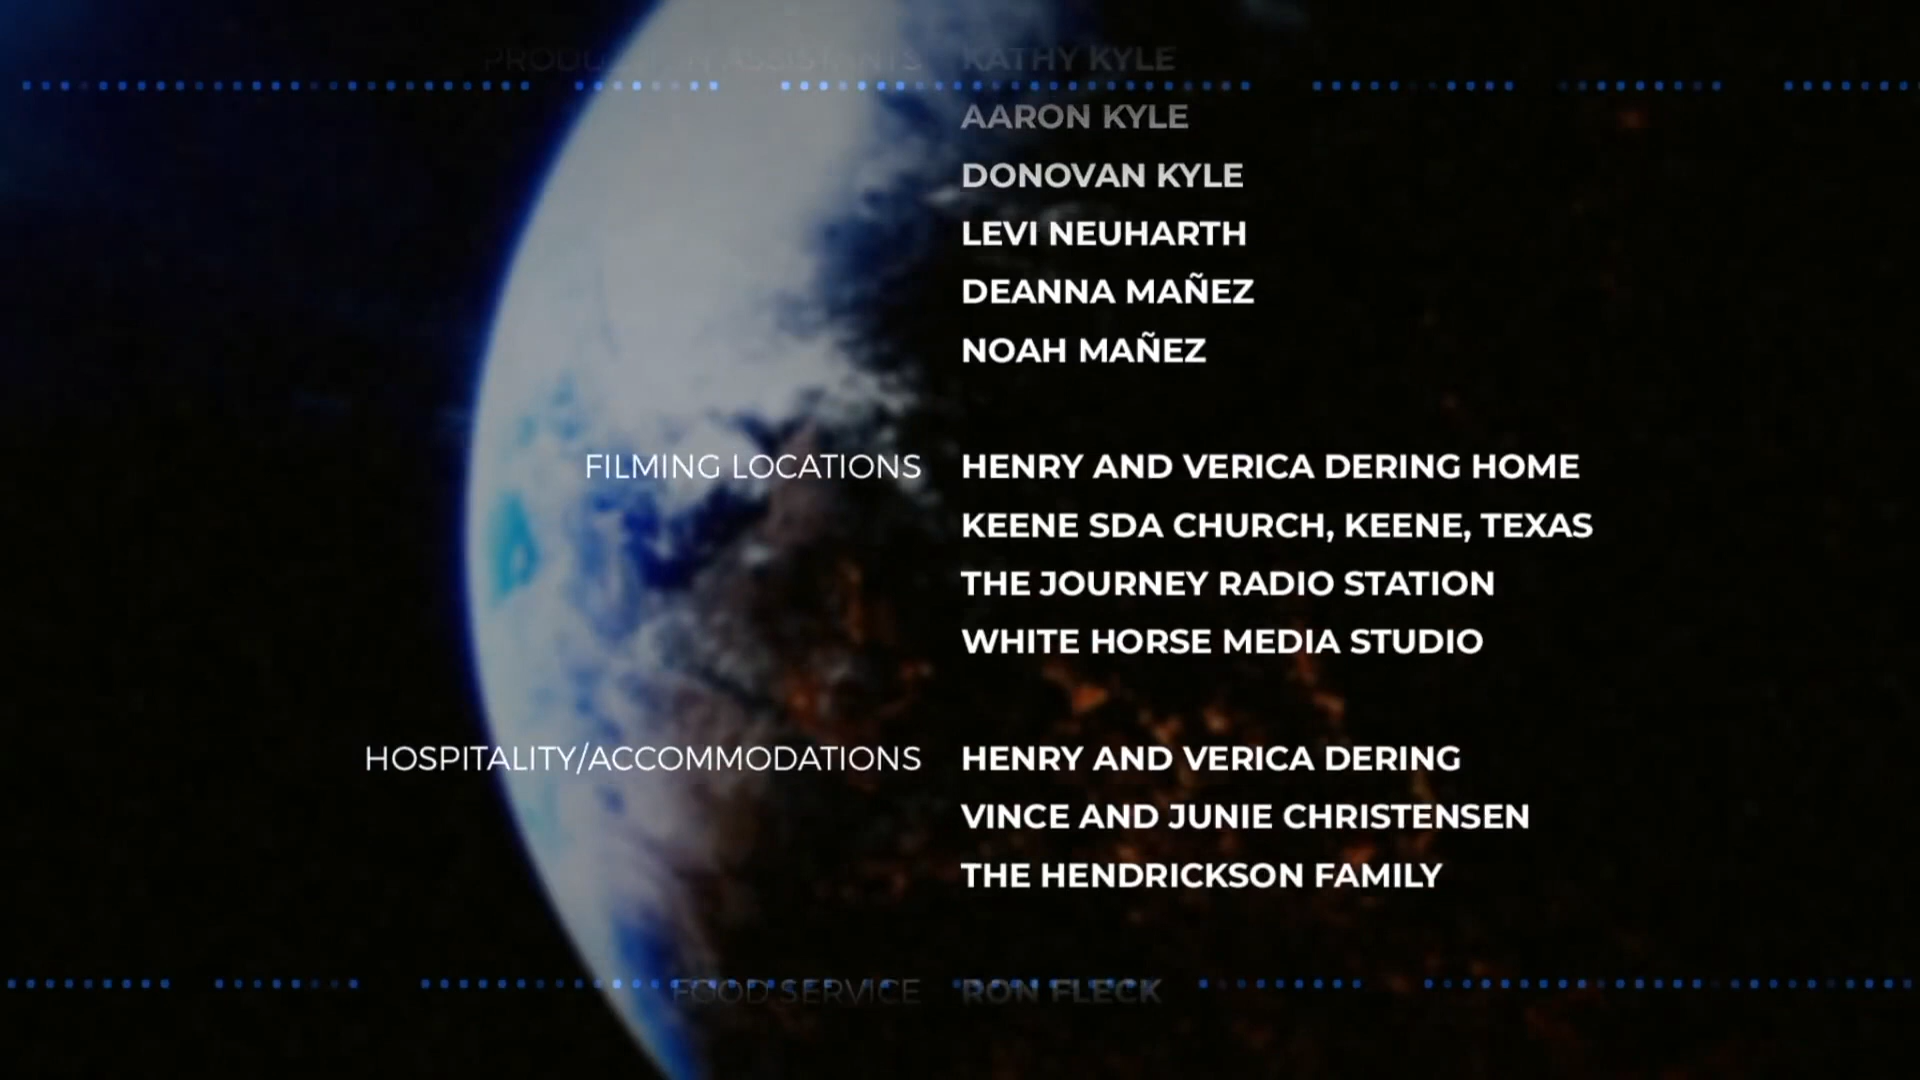 PRODUCTION ASSISTANTS KATHY KYLE
AARON KYLE
DONOVAN KYLE
LEVI NEUHARTH
DEANNA MAÑEZ
NOAH MAÑEZ
FILMING LOCATIONS HENRY AND VERICA DERING HOME
KEENE SDA CHURCH, KEENE, TEXAS
THE JOURNEY RADIO STATION
WHITE HORSE MEDIA STUDIO
HOSPITALITY/ACCOMMODATIONS HENRY AND VERICA DERING
VINCE AND JUNIE CHRISTENSEN
THE HENDRICKSON FAMILY
FOOD SERVICE RON FLECK